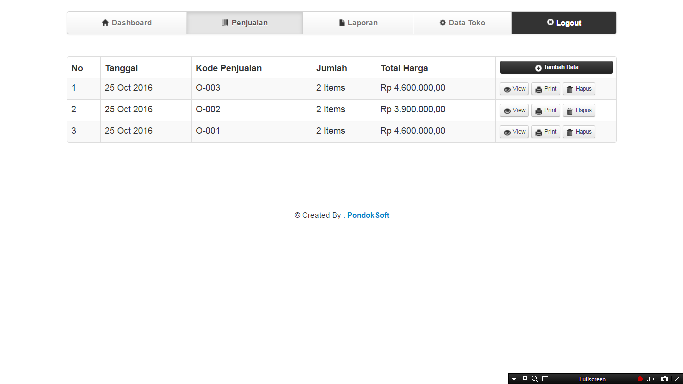 Dashboard Penjualan Laporan Data Toko Logout
No Tanggal Kode Penjualan Jumlah Total Harga Tambah Data
1 25 Oct 2016 O-003 2 Items Rp 4.600.000,00 View Print Hapus
2 25 Oct 2016 O-002 2 Items Rp 3.900.000,00 View Print Hapus
3 25 Oct 2016 O-001 2 Items Rp 4.600.000,00 View Print Hapus
© Created By : PondokSoft
Fullscreen